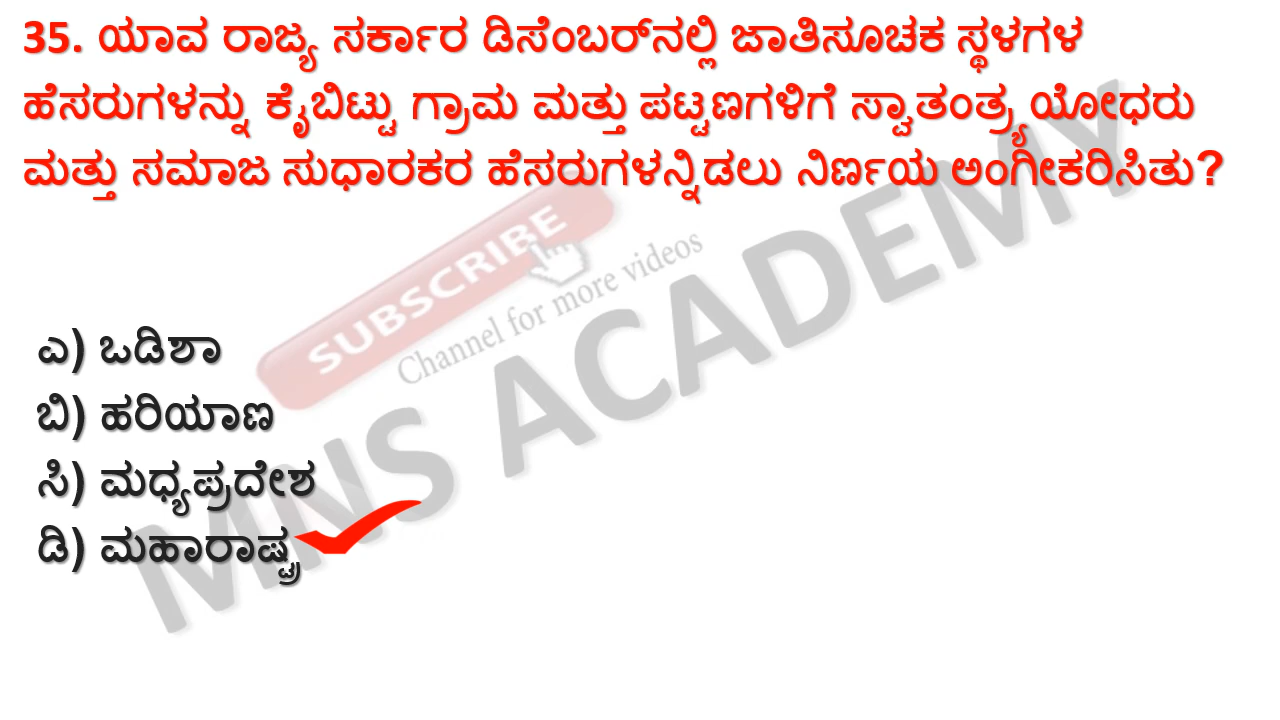 35. ಯಾವ ರಾಜ್ಯ ಸರ್ಕಾರ ಡಿಸೆಂಬರ್‌ನಲ್ಲಿ ಜಾತಿಸೂಚಕ ಸ್ಥಳಗಳ
ಹೆಸರುಗಳನ್ನು ಕೈಬಿಟ್ಟು ಗ್ರಾಮ ಮತ್ತು ಪಟ್ಟಣಗಳಿಗೆ ಸ್ವಾತಂತ್ರ್ಯಯೋಧರು
ಮತ್ತು ಸಮಾಜ ಸುಧಾರಕರ ಹೆಸರುಗಳನ್ನಿಡಲು ನಿರ್ಣಯ ಅಂಗೀಕರಿಸಿತು?
SUBSCRIBE
Channel for more videos
MNS ACADEMY
ಎ) ಒಡಿಶಾ
ಬಿ) ಹರಿಯಾಣ
ಸಿ) ಮಧ್ಯಪ್ರದೇಶ
ಡಿ) ಮಹಾರಾಷ್ಟ್ರ